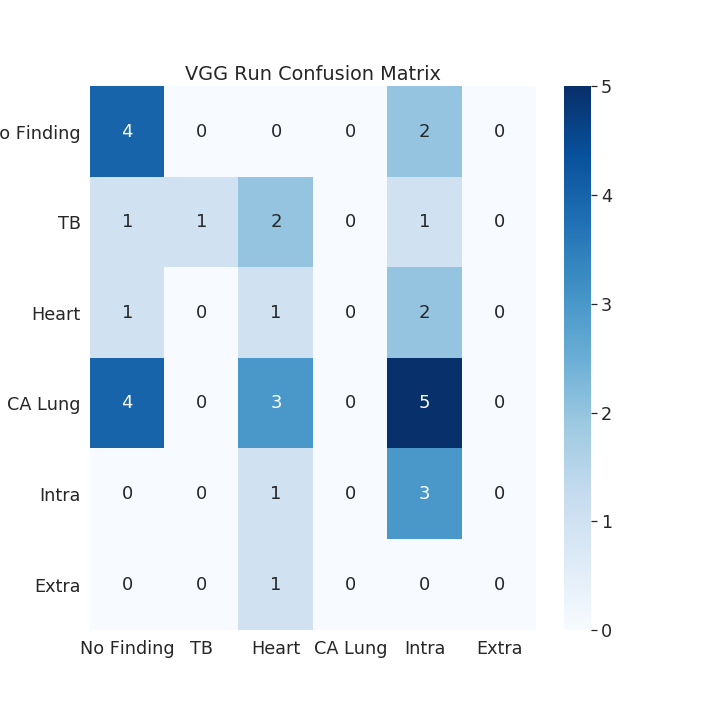 VGG Run Confusion Matrix
o Finding 4 0 0 0 2 0
TB 1 1 2 0 1 0
Heart 1 0 1 0 2 0
CA Lung 4 0 3 0 5 0
Intra 0 0 1 0 3 0
Extra 0 0 1 0 0 0
No Finding TB Heart CA Lung Intra Extra
5
4
3
2
1
0